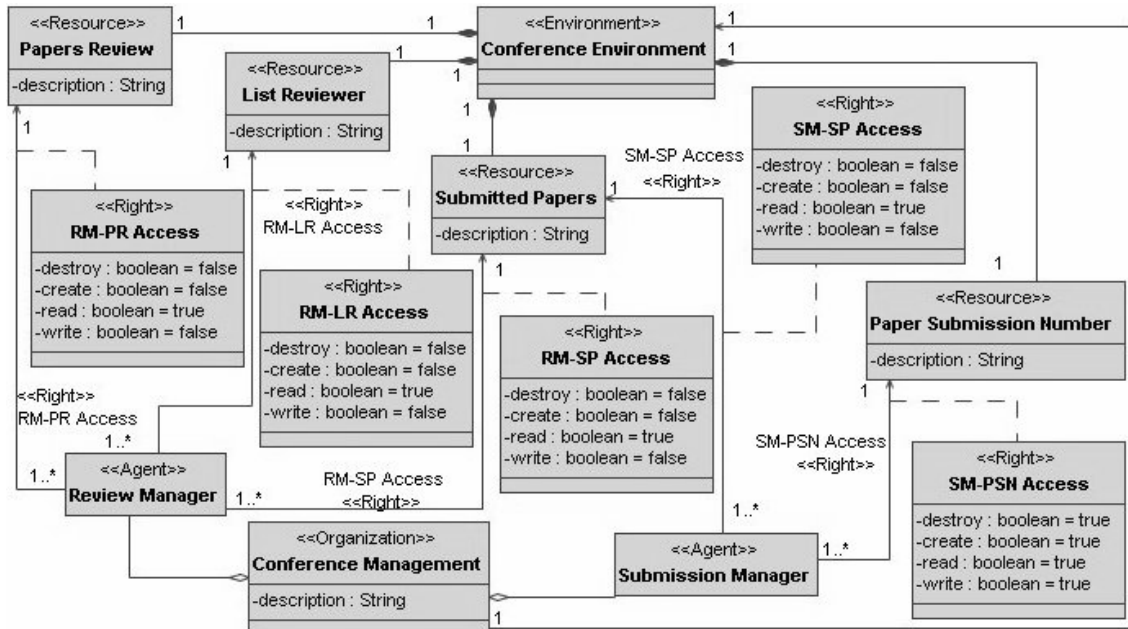 <<Resource>>
Papers Review
-description : String
1
1
<<Environment>>
Conference Environment
1
1
1
1
1
<<Resource>>
List Reviewer
-description : String
1
1
<<Resource>>
Submitted Papers
-description : String
1
1
SM-SP Access
<<Right>>
<<Right>>
SM-SP Access
-destroy : boolean = false
-create : boolean = false
-read : boolean = true
-write : boolean = false
1
<<Right>>
RM-PR Access
-destroy : boolean = false
-create : boolean = false
-read : boolean = true
-write : boolean = false
<<Right>>
RM-LR Access
<<Right>>
RM-LR Access
-destroy : boolean = false
-create : boolean = false
-read : boolean = true
-write : boolean = false
<<Right>>
RM-SP Access
-destroy : boolean = false
-create : boolean = false
-read : boolean = true
-write : boolean = false
1
<<Resource>>
Paper Submission Number
-description : String
1
<<Right>>
RM-PR Access
1..*
1..*
<<Agent>>
Review Manager
1..*
RM-SP Access
<<Right>>
SM-PSN Access
<<Right>>
<<Right>>
SM-PSN Access
-destroy : boolean = true
-create : boolean = true
-read : boolean = true
-write : boolean = true
<<Organization>>
Conference Management
-description : String
1
1..*
<<Agent>>
Submission Manager
1..*